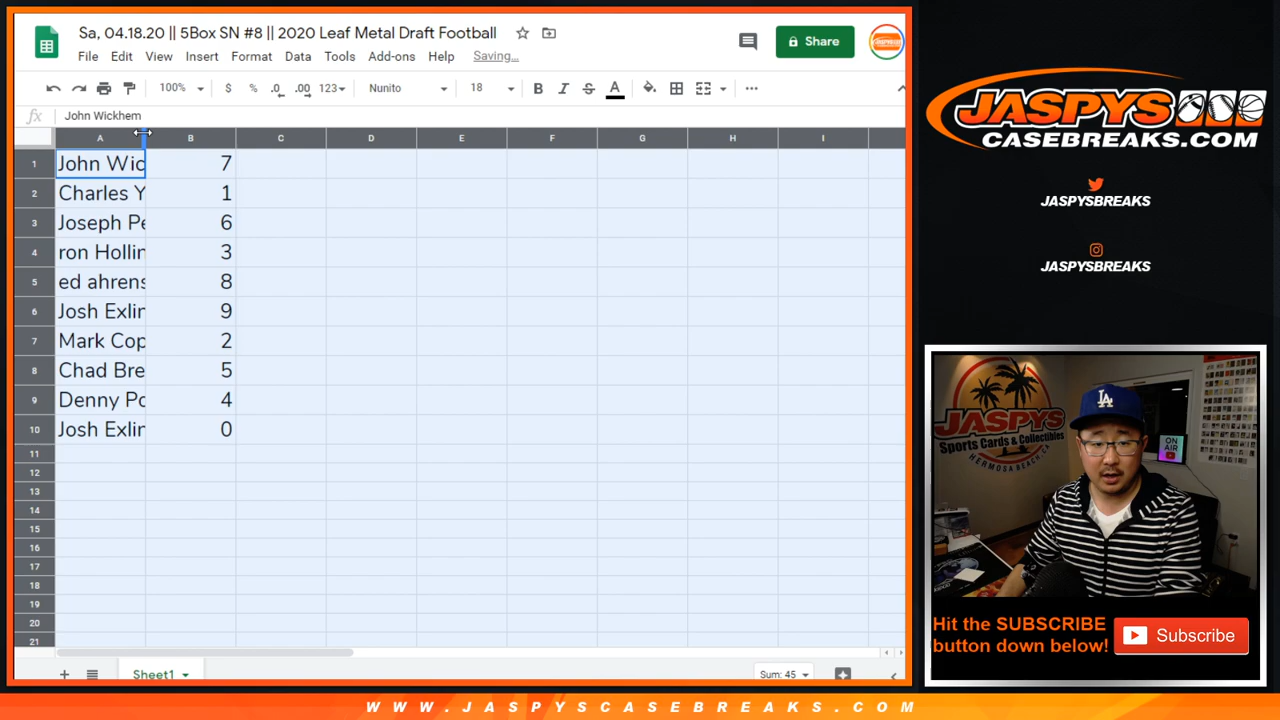 Sa, 04.18.20 || 5Box SN #8 || 2020 Leaf Metal Draft Football
File Edit View Insert Format Data Tools Add-ons Help Saving...
Share
100% $ % .0 .00 123 Nunito 18 B I S A
fx John Wickhem
A B C D E F G H I
1 John Wic 7
2 Charles Y 1
3 Joseph Pe 6
4 ron Hollin 3
5 ed ahrens 8
6 Josh Exlin 9
7 Mark Cop 2
8 Chad Bre 5
9 Denny Po 4
10 Josh Exlin 0
11
12
13
14
15
16
17
18
19
20
21
Sheet1
Sum: 45
JASPYS
CASEBREAKS.COM
JASPYSBREAKS
JASPYSBREAKS
JASPYS
Sports Cards & Collectibles
HERMOSA BEACH, CA
LA
ON AIR
Hit the SUBSCRIBE
button down below!
Subscribe
WWW.JASPYSCASEBREAKS.COM